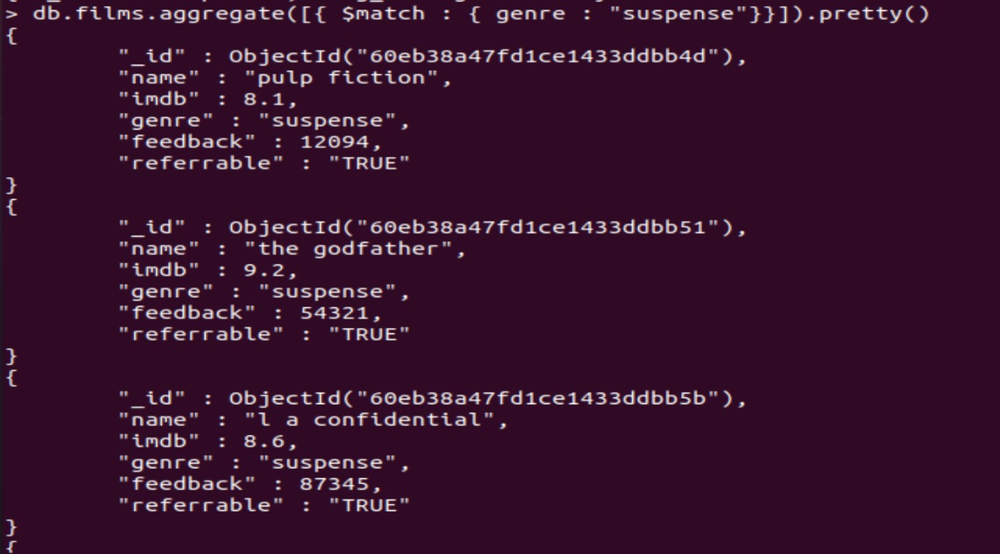 > db.films.aggregate([{ $match : { genre : "suspense"}}]).pretty()
{
"_id" : ObjectId("60eb38a47fd1ce1433ddbb4d"),
"name" : "pulp fiction",
"imdb" : 8.1,
"genre" : "suspense",
"feedback" : 12094,
"referrable" : "TRUE"
}
{
"_id" : ObjectId("60eb38a47fd1ce1433ddbb51"),
"name" : "the godfather",
"imdb" : 9.2,
"genre" : "suspense",
"feedback" : 54321,
"referrable" : "TRUE"
}
{
"_id" : ObjectId("60eb38a47fd1ce1433ddbb5b"),
"name" : "l a confidential",
"imdb" : 8.6,
"genre" : "suspense",
"feedback" : 87345,
"referrable" : "TRUE"
}
{